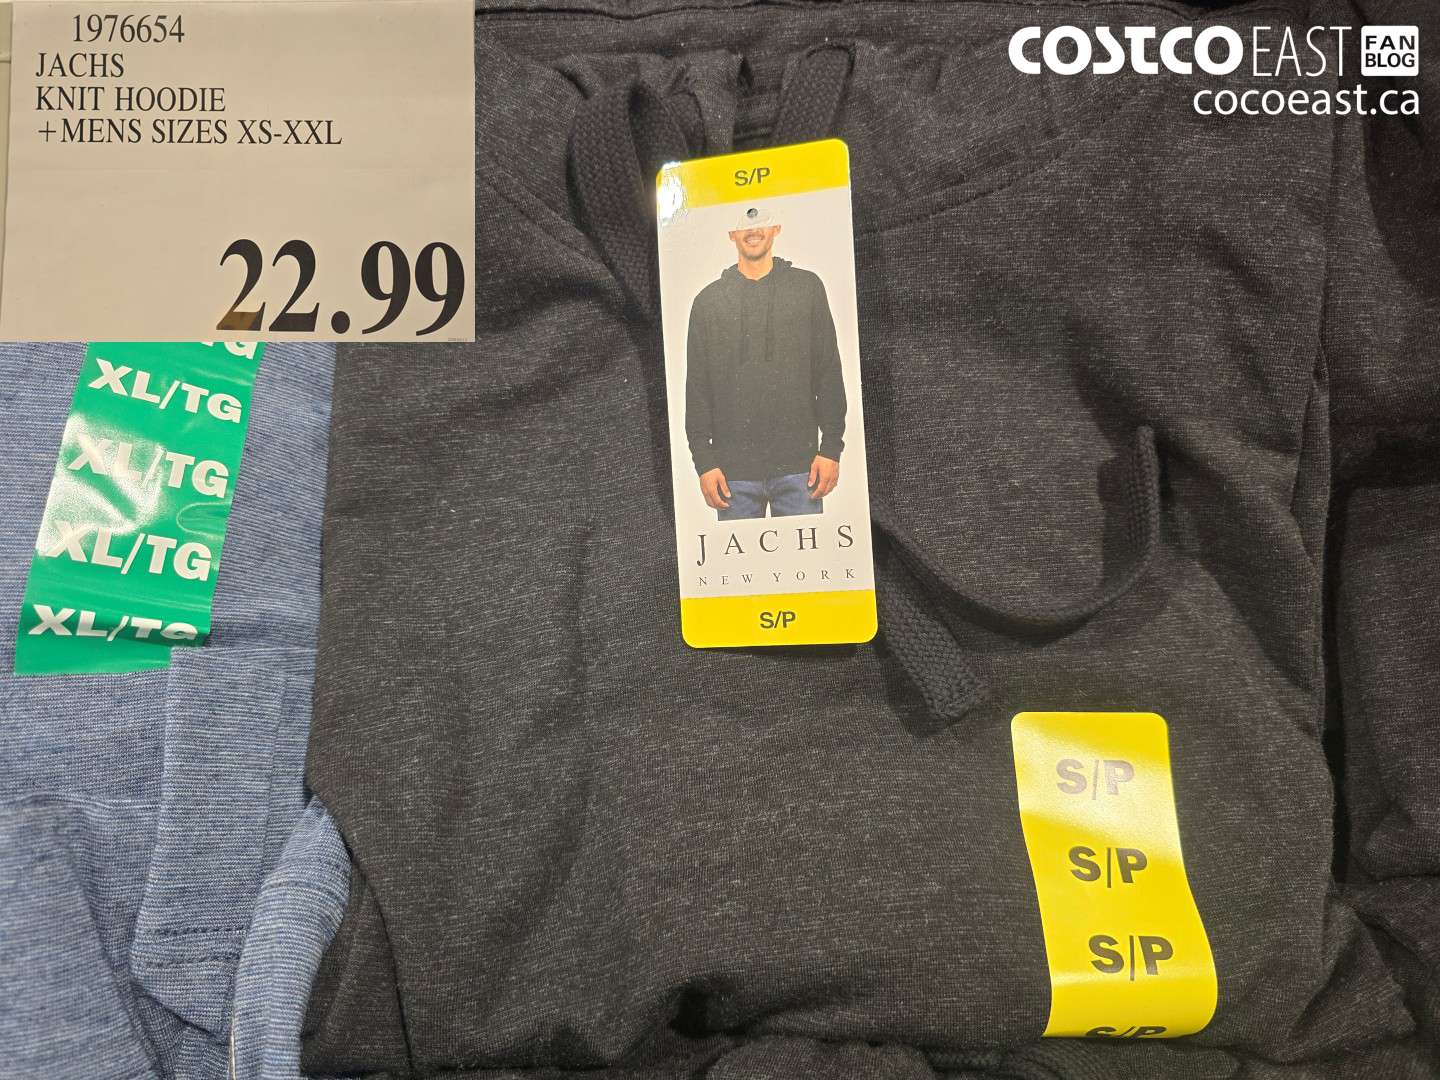 1976654
JACHS
KNIT HOODIE
+MENS SIZES XS-XXL
22.99
COSTCO EAST FAN BLOG
cocoeast.ca
S/P
JACHS
NEW YORK
S/P
TG
XL/TG
XL/TG
XL/TG
XL/TG
S/P
S/P
S/P
S/P